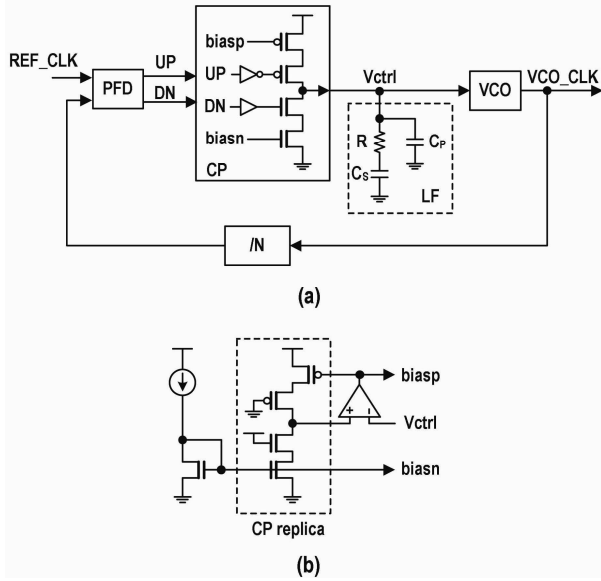 biasp
REF_CLK
UP
UP
PFD
Vctrl
VCO
VCO_CLK
DN
DN
biasn
R
CP
CP
CS
LF
/N
(a)
biasp
+
-
Vctrl
biasn
CP replica
(b)